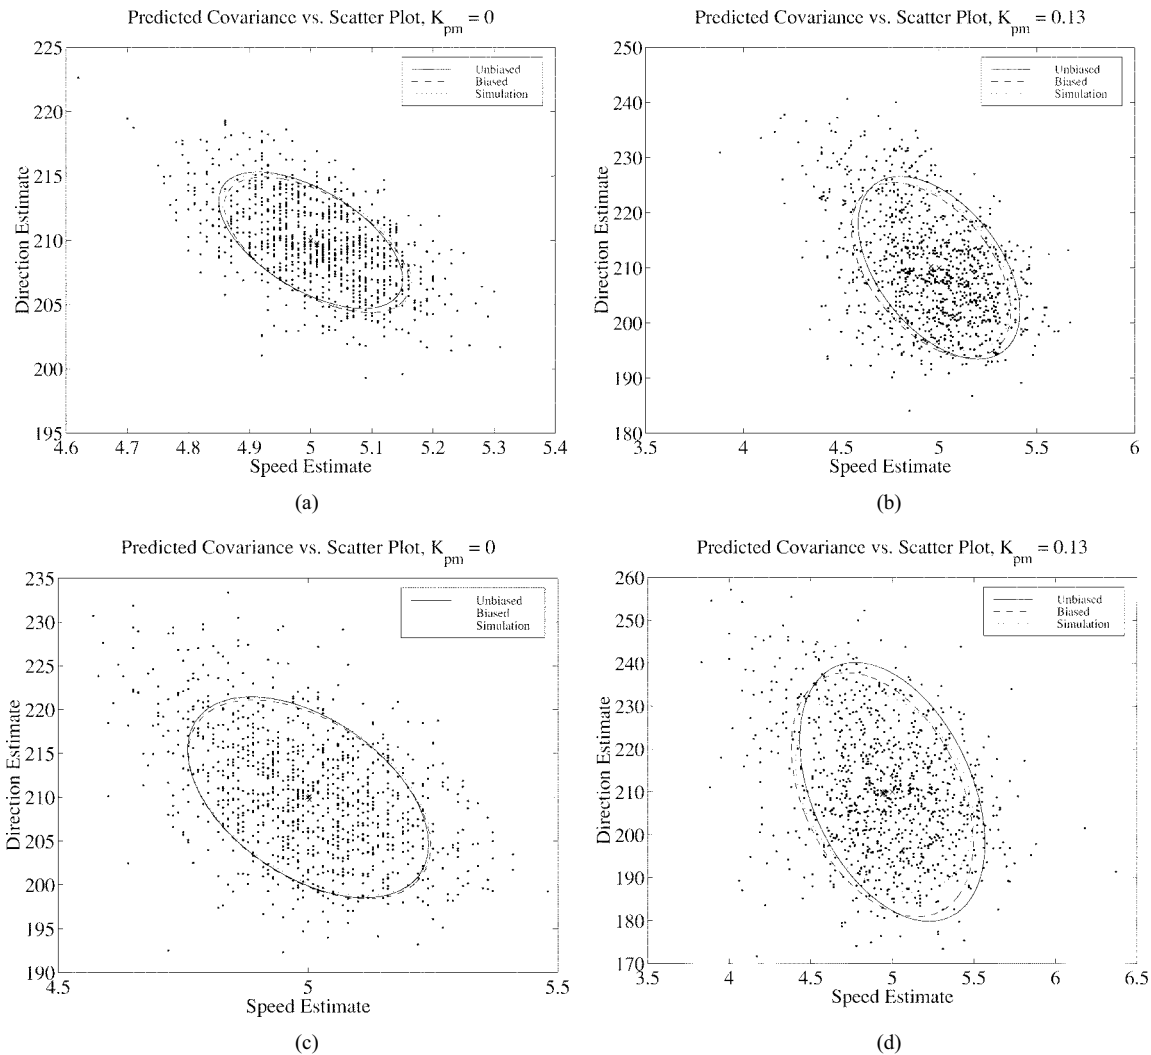 Predicted Covariance vs. Scatter Plot, K_pm = 0
225
220
215
210
205
200
195
4.6 4.7 4.8 4.9 5 5.1 5.2 5.3 5.4
Direction Estimate
Speed Estimate
Unbiased
Biased
Simulation
(a)
Predicted Covariance vs. Scatter Plot, K_pm = 0.13
250
240
230
220
210
200
190
180
3.5 4 4.5 5 5.5 6
Direction Estimate
Speed Estimate
Unbiased
Biased
Simulation
(b)
Predicted Covariance vs. Scatter Plot, K_pm = 0
235
230
225
220
215
210
205
200
195
190
4.5 5 5.5
Direction Estimate
Speed Estimate
Unbiased
Biased
Simulation
(c)
Predicted Covariance vs. Scatter Plot, K_pm = 0.13
260
250
240
230
220
210
200
190
180
170
3.5 4 4.5 5 5.5 6 6.5
Direction Estimate
Speed Estimate
Unbiased
Biased
Simulation
(d)